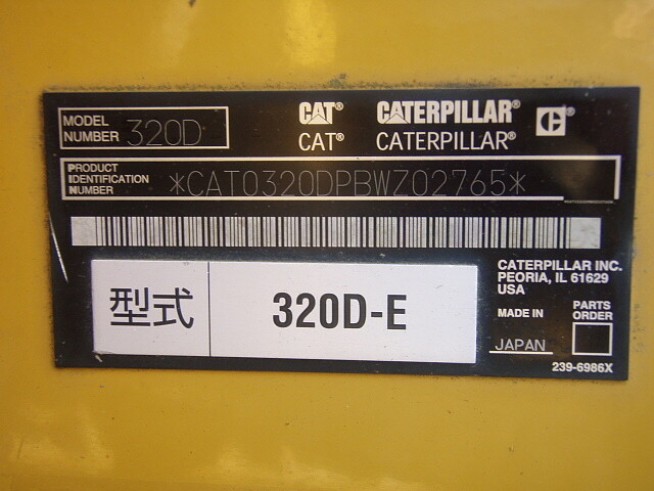 MODEL NUMBER 320D
CAT® CATERPILLAR® C®
CAT® CATERPILLAR®
PRODUCT IDENTIFICATION NUMBER *CAT0320DPBWZ02765*
型式 320D-E
CATERPILLAR INC.
PEORIA, IL 61629
USA
MADE IN JAPAN
PARTS ORDER
239-6986X